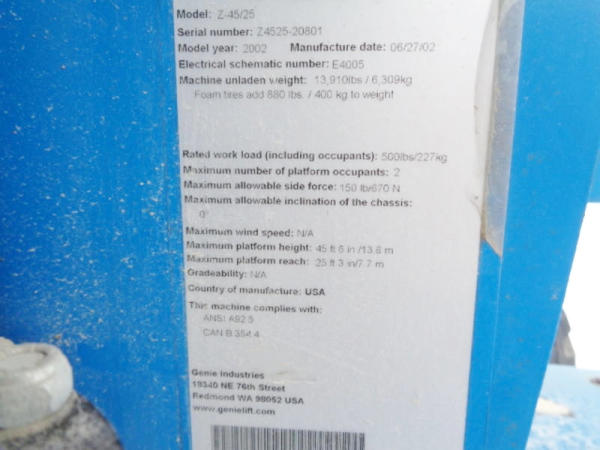 Model: Z-45/25
Serial number: Z4525-20801
Model year: 2002 Manufacture date: 06/27/02
Electrical schematic number: E4005
Machine unladen weight: 13,910lbs / 6,309kg
Foam tires add 880 lbs. / 400 kg to weight
Rated work load (including occupants): 500lbs/227kg
Maximum number of platform occupants: 2
Maximum allowable side force: 150 lb/670 N
Maximum allowable inclination of the chassis:
0°
Maximum wind speed: N/A
Maximum platform height: 45 ft 6 in /13.8 m
Maximum platform reach: 25 ft 3 in/7.7 m
Gradeability: N/A
Country of manufacture: USA
This machine complies with:
ANSI A92.5
CAN B 354.4
Genie Industries
18340 NE 76th Street
Redmond WA 98052 USA
www.genielift.com